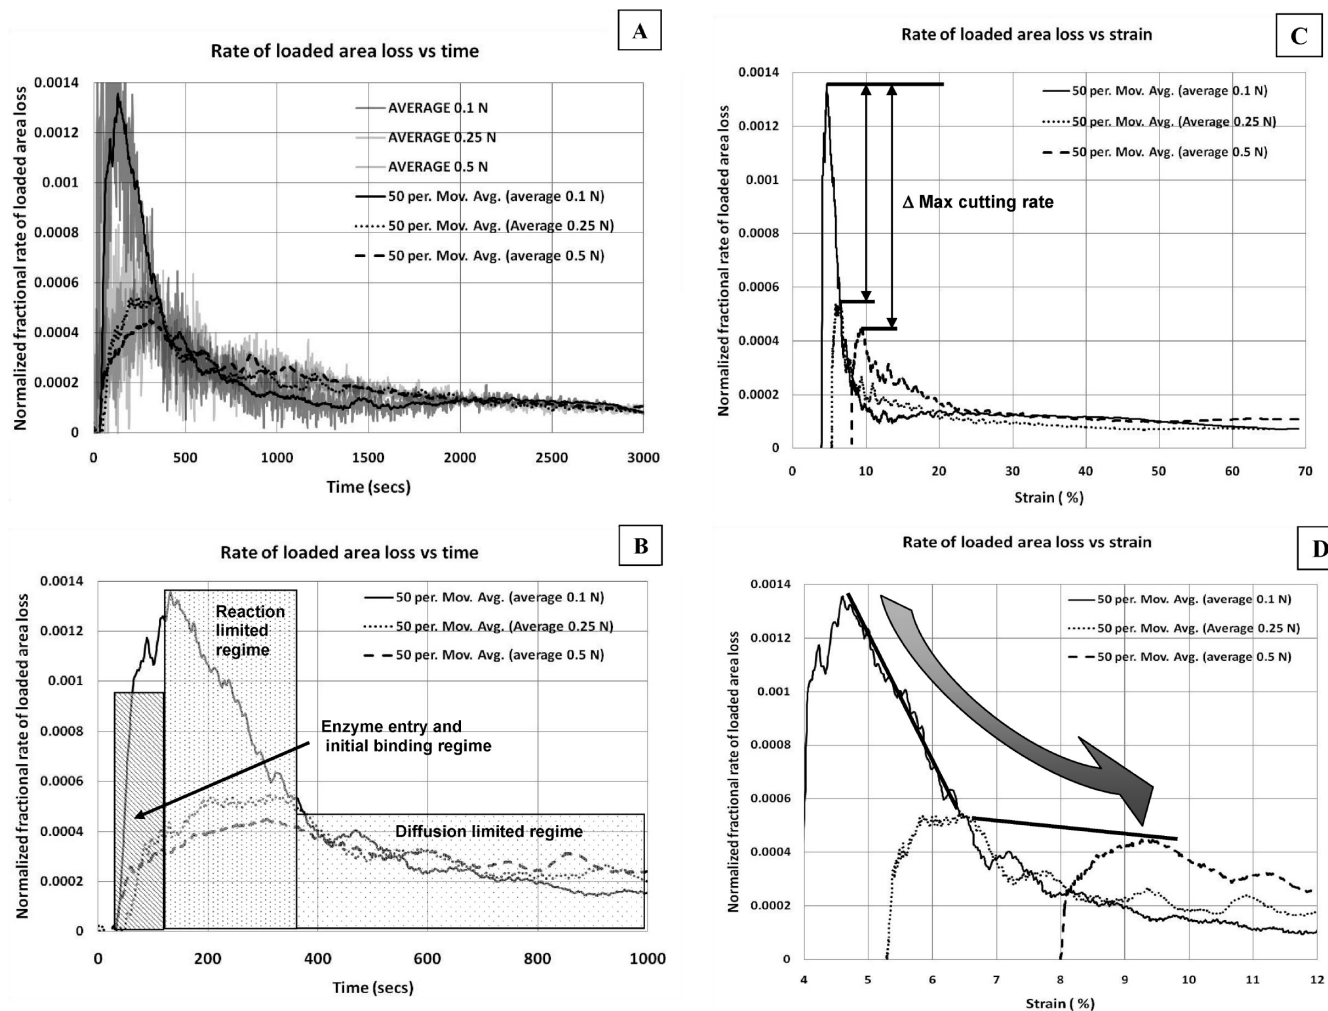 A
Rate of loaded area loss vs time
Normalized fractional rate of loaded area loss
0.0014
0.0012
0.001
0.0008
0.0006
0.0004
0.0002
0
AVERAGE 0.1 N
AVERAGE 0.25 N
AVERAGE 0.5 N
50 per. Mov. Avg. (average 0.1 N)
50 per. Mov. Avg. (Average 0.25 N)
50 per. Mov. Avg. (average 0.5 N)
0 500 1000 1500 2000 2500 3000
Time (secs)
C
Rate of loaded area loss vs strain
Normalized fractional rate of loaded area loss
0.0014
0.0012
0.001
0.0008
0.0006
0.0004
0.0002
0
50 per. Mov. Avg. (average 0.1 N)
50 per. Mov. Avg. (Average 0.25 N)
50 per. Mov. Avg. (average 0.5 N)
Δ Max cutting rate
0 10 20 30 40 50 60 70
Strain ( %)
B
Rate of loaded area loss vs time
Normalized fractional rate of loaded area loss
0.0014
0.0012
0.001
0.0008
0.0006
0.0004
0.0002
0
50 per. Mov. Avg. (average 0.1 N)
50 per. Mov. Avg. (Average 0.25 N)
50 per. Mov. Avg. (average 0.5 N)
Reaction
limited
regime
Enzyme entry and
initial binding regime
Diffusion limited regime
0 200 400 600 800 1000
Time (secs)
D
Rate of loaded area loss vs strain
Normalized fractional rate of loaded area loss
0.0014
0.0012
0.001
0.0008
0.0006
0.0004
0.0002
0
50 per. Mov. Avg. (average 0.1 N)
50 per. Mov. Avg. (Average 0.25 N)
50 per. Mov. Avg. (average 0.5 N)
4 5 6 7 8 9 10 11 12
Strain ( %)